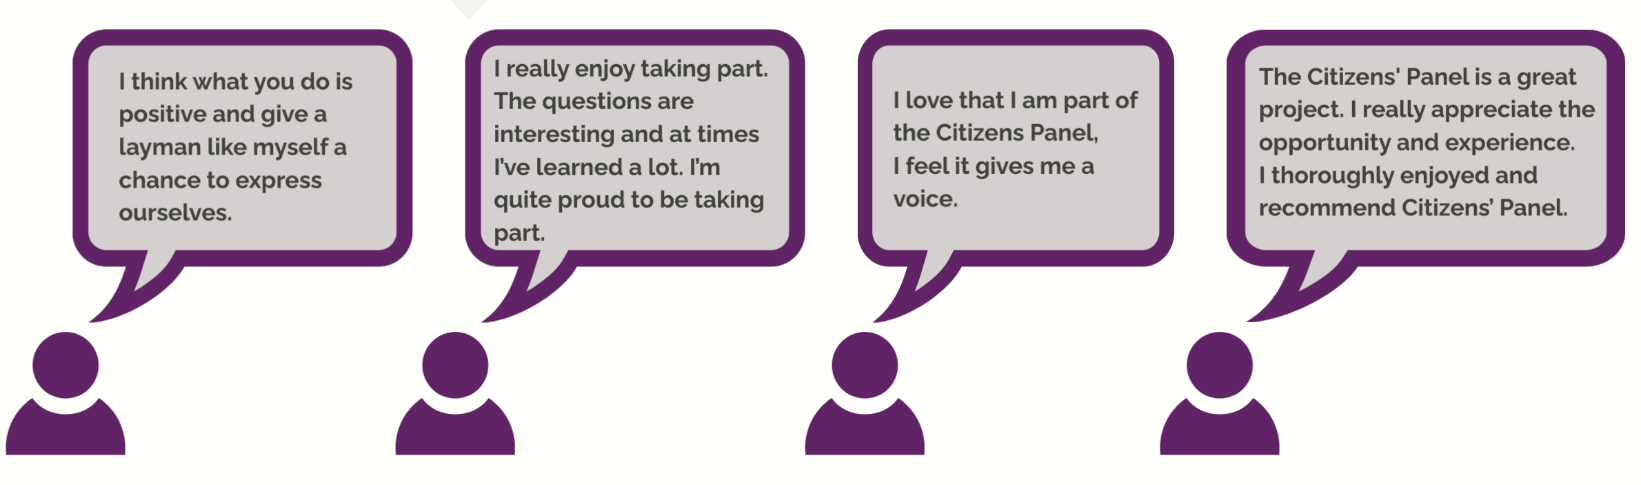 I think what you do is
positive and give a
layman like myself a
chance to express
ourselves.
I really enjoy taking part.
The questions are
interesting and at times
I’ve learned a lot. I’m
quite proud to be taking
part.
I love that I am part of
the Citizens Panel,
I feel it gives me a
voice.
The Citizens' Panel is a great
project. I really appreciate the
opportunity and experience.
I thoroughly enjoyed and
recommend Citizens’ Panel.